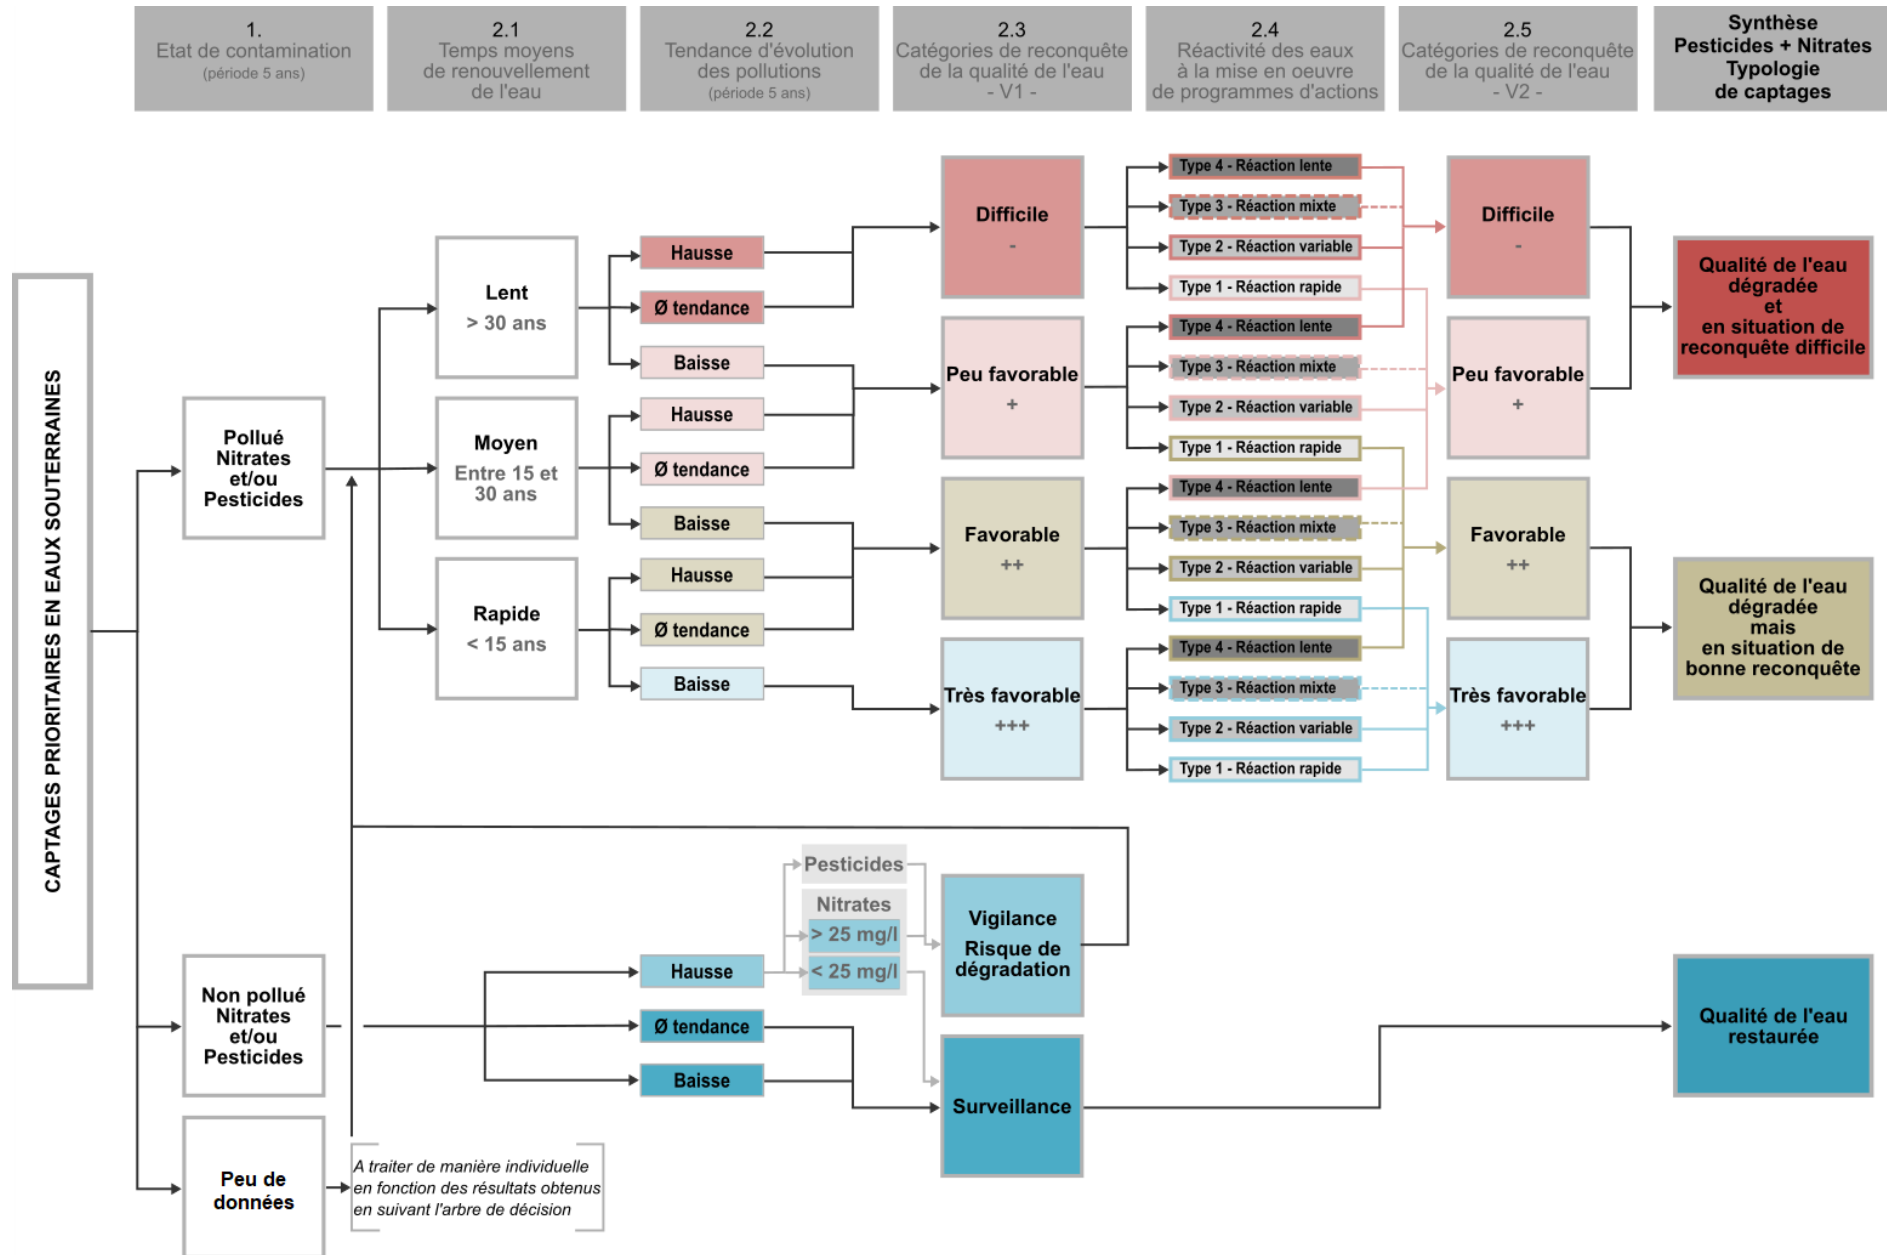 1.
Etat de contamination
(période 5 ans)
2.1
Temps moyens
de renouvellement
de l'eau
2.2
Tendance d'évolution
des pollutions
(période 5 ans)
2.3
Catégories de reconquête
de la qualité de l'eau
- V1 -
2.4
Réactivité des eaux
à la mise en oeuvre
de programmes d'actions
2.5
Catégories de reconquête
de la qualité de l'eau
- V2 -
Synthèse
Pesticides + Nitrates
Typologie
de captages
CAPTAGES PRIORITAIRES EN EAUX SOUTERRAINES
Pollué
Nitrates
et/ou
Pesticides
Non pollué
Nitrates
et/ou
Pesticides
Peu de
données
A traiter de manière individuelle
en fonction des résultats obtenus
en suivant l'arbre de décision
Lent
> 30 ans
Moyen
Entre 15 et
30 ans
Rapide
< 15 ans
Hausse
Ø tendance
Baisse
Hausse
Ø tendance
Baisse
Hausse
Ø tendance
Baisse
Hausse
Ø tendance
Baisse
Pesticides
Nitrates
> 25 mg/l
< 25 mg/l
Difficile
-
Peu favorable
+
Favorable
++
Très favorable
+++
Vigilance
Risque de
dégradation
Surveillance
Type 4 - Réaction lente
Type 3 - Réaction mixte
Type 2 - Réaction variable
Type 1 - Réaction rapide
Type 4 - Réaction lente
Type 3 - Réaction mixte
Type 2 - Réaction variable
Type 1 - Réaction rapide
Type 4 - Réaction lente
Type 3 - Réaction mixte
Type 2 - Réaction variable
Type 1 - Réaction rapide
Type 4 - Réaction lente
Type 3 - Réaction mixte
Type 2 - Réaction variable
Type 1 - Réaction rapide
Difficile
-
Peu favorable
+
Favorable
++
Très favorable
+++
Qualité de l'eau
dégradée
et
en situation de
reconquête difficile
Qualité de l'eau
dégradée
mais
en situation de
bonne reconquête
Qualité de l'eau
restaurée